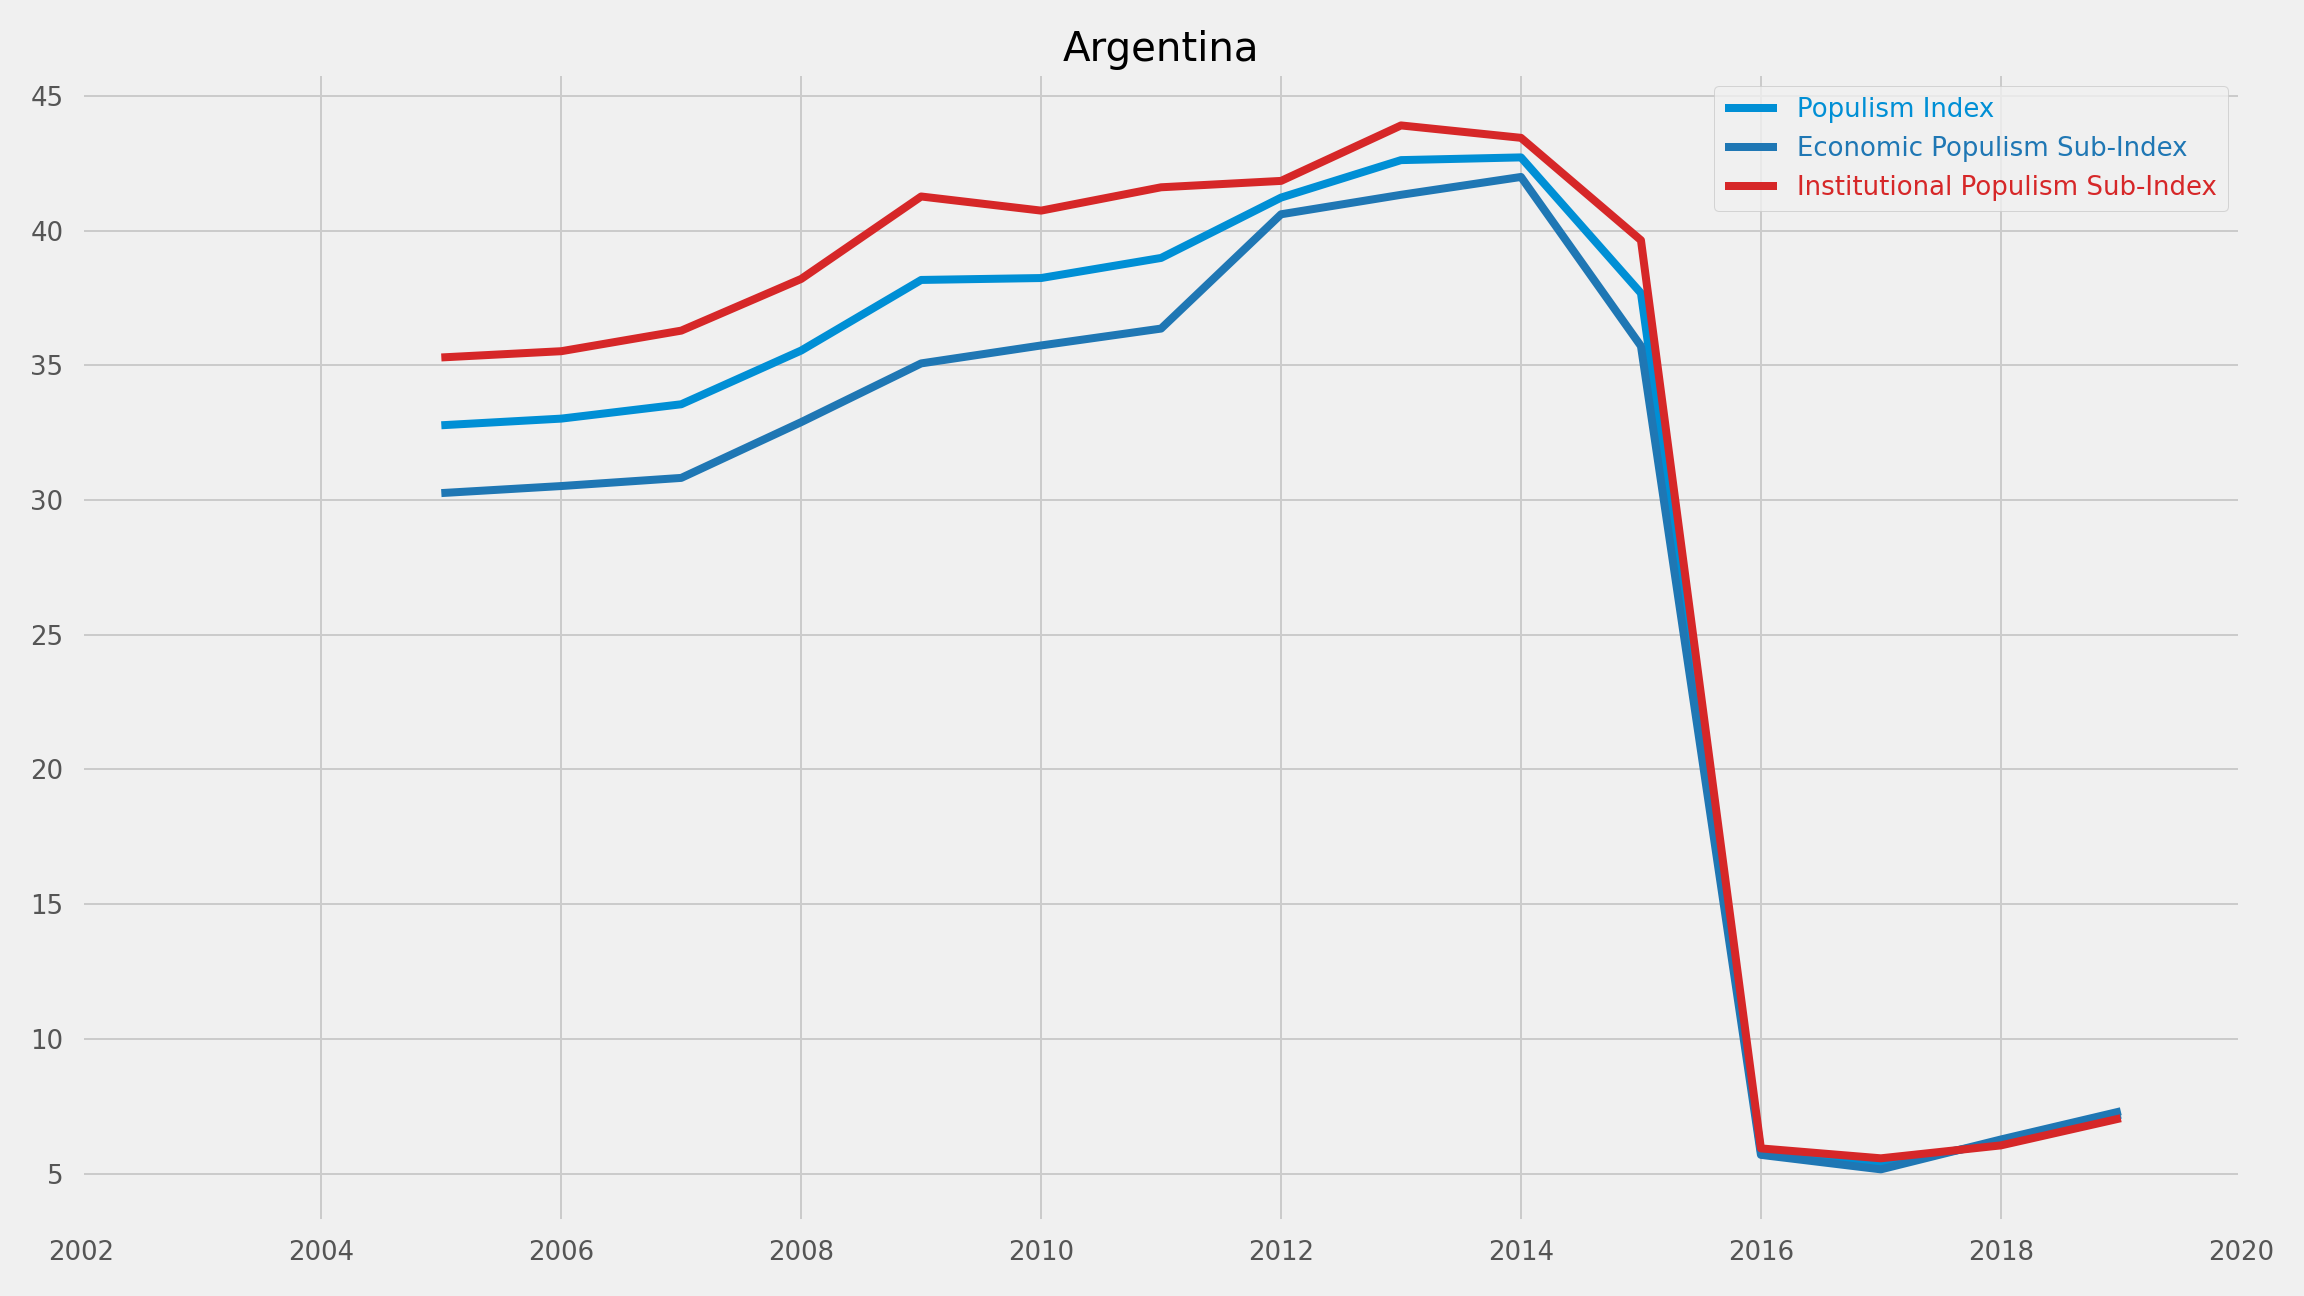 Argentina
45
40
35
30
25
20
15
10
5
Populism Index
Economic Populism Sub-Index
Institutional Populism Sub-Index
2002 2004 2006 2008 2010 2012 2014 2016 2018 2020